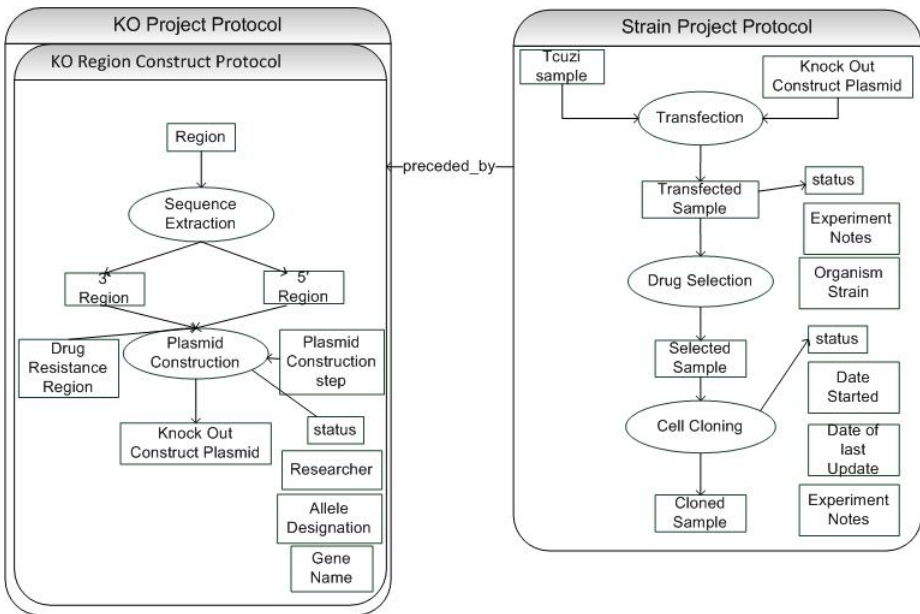 KO Project Protocol
KO Region Construct Protocol
Region
Sequence
Extraction
3'
Region
5'
Region
Drug
Resistance
Region
Plasmid
Construction
Plasmid
Construction
step
Knock Out
Construct Plasmid
status
Researcher
Allele
Designation
Gene
Name
preceded_by
Strain Project Protocol
Tcuzi
sample
Knock Out
Construct Plasmid
Transfection
Transfected
Sample
status
Experiment
Notes
Drug Selection
Organism
Strain
Selected
Sample
status
Date
Started
Cell Cloning
Date of
last
Update
Cloned
Sample
Experiment
Notes